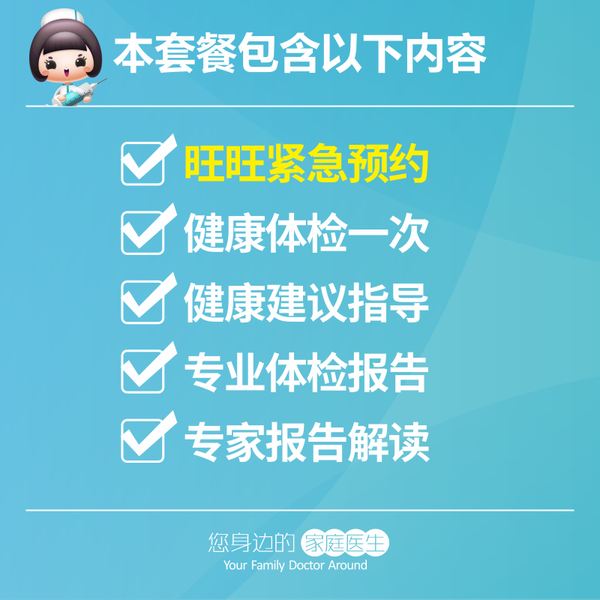 本套餐包含以下内容
旺旺紧急预约
健康体检一次
健康建议指导
专业体检报告
专家报告解读
您身边的 家庭医生
Your Family Doctor Around